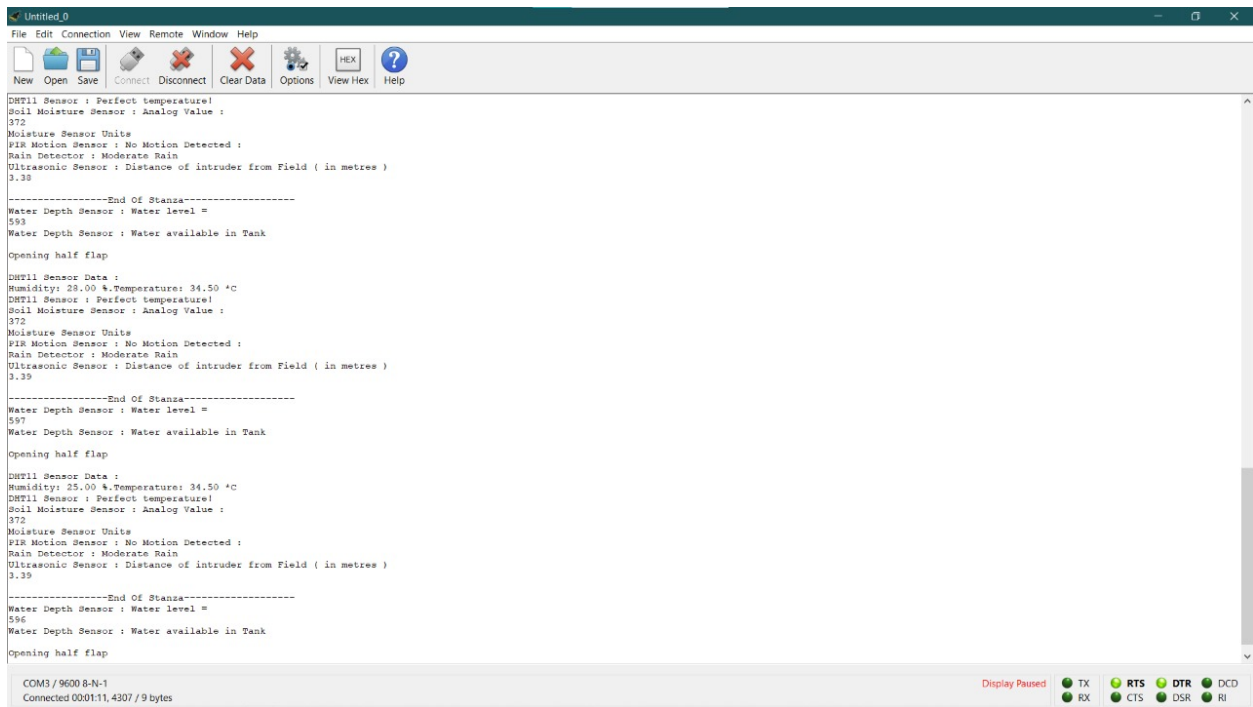 Untitled_0
File Edit Connection View Remote Window Help
HEX
?
New Open Save Connect Disconnect Clear Data Options View Hex Help
DHT11 Sensor : Perfect temperature!
Soil Moisture Sensor : Analog Value :
372
Moisture Sensor Units
PIR Motion Sensor : No Motion Detected :
Rain Detector : Moderate Rain
Ultrasonic Sensor : Distance of intruder from Field ( in metres )
3.38
-----------------End Of Stanza-------------------
Water Depth Sensor : Water level =
593
Water Depth Sensor : Water available in Tank
Opening half flap
DHT11 Sensor Data :
Humidity: 28.00 %.Temperature: 34.50 *C
DHT11 Sensor : Perfect temperature!
Soil Moisture Sensor : Analog Value :
372
Moisture Sensor Units
PIR Motion Sensor : No Motion Detected :
Rain Detector : Moderate Rain
Ultrasonic Sensor : Distance of intruder from Field ( in metres )
3.39
-----------------End Of Stanza-------------------
Water Depth Sensor : Water level =
597
Water Depth Sensor : Water available in Tank
Opening half flap
DHT11 Sensor Data :
Humidity: 25.00 %.Temperature: 34.50 *C
DHT11 Sensor : Perfect temperature!
Soil Moisture Sensor : Analog Value :
372
Moisture Sensor Units
PIR Motion Sensor : No Motion Detected :
Rain Detector : Moderate Rain
Ultrasonic Sensor : Distance of intruder from Field ( in metres )
3.39
-----------------End Of Stanza-------------------
Water Depth Sensor : Water level =
596
Water Depth Sensor : Water available in Tank
Opening half flap
COM3 / 9600 8-N-1 Display Paused TX RTS DTR DCD
Connected 00:01:11, 4307 / 9 bytes RX CTS DSR RI